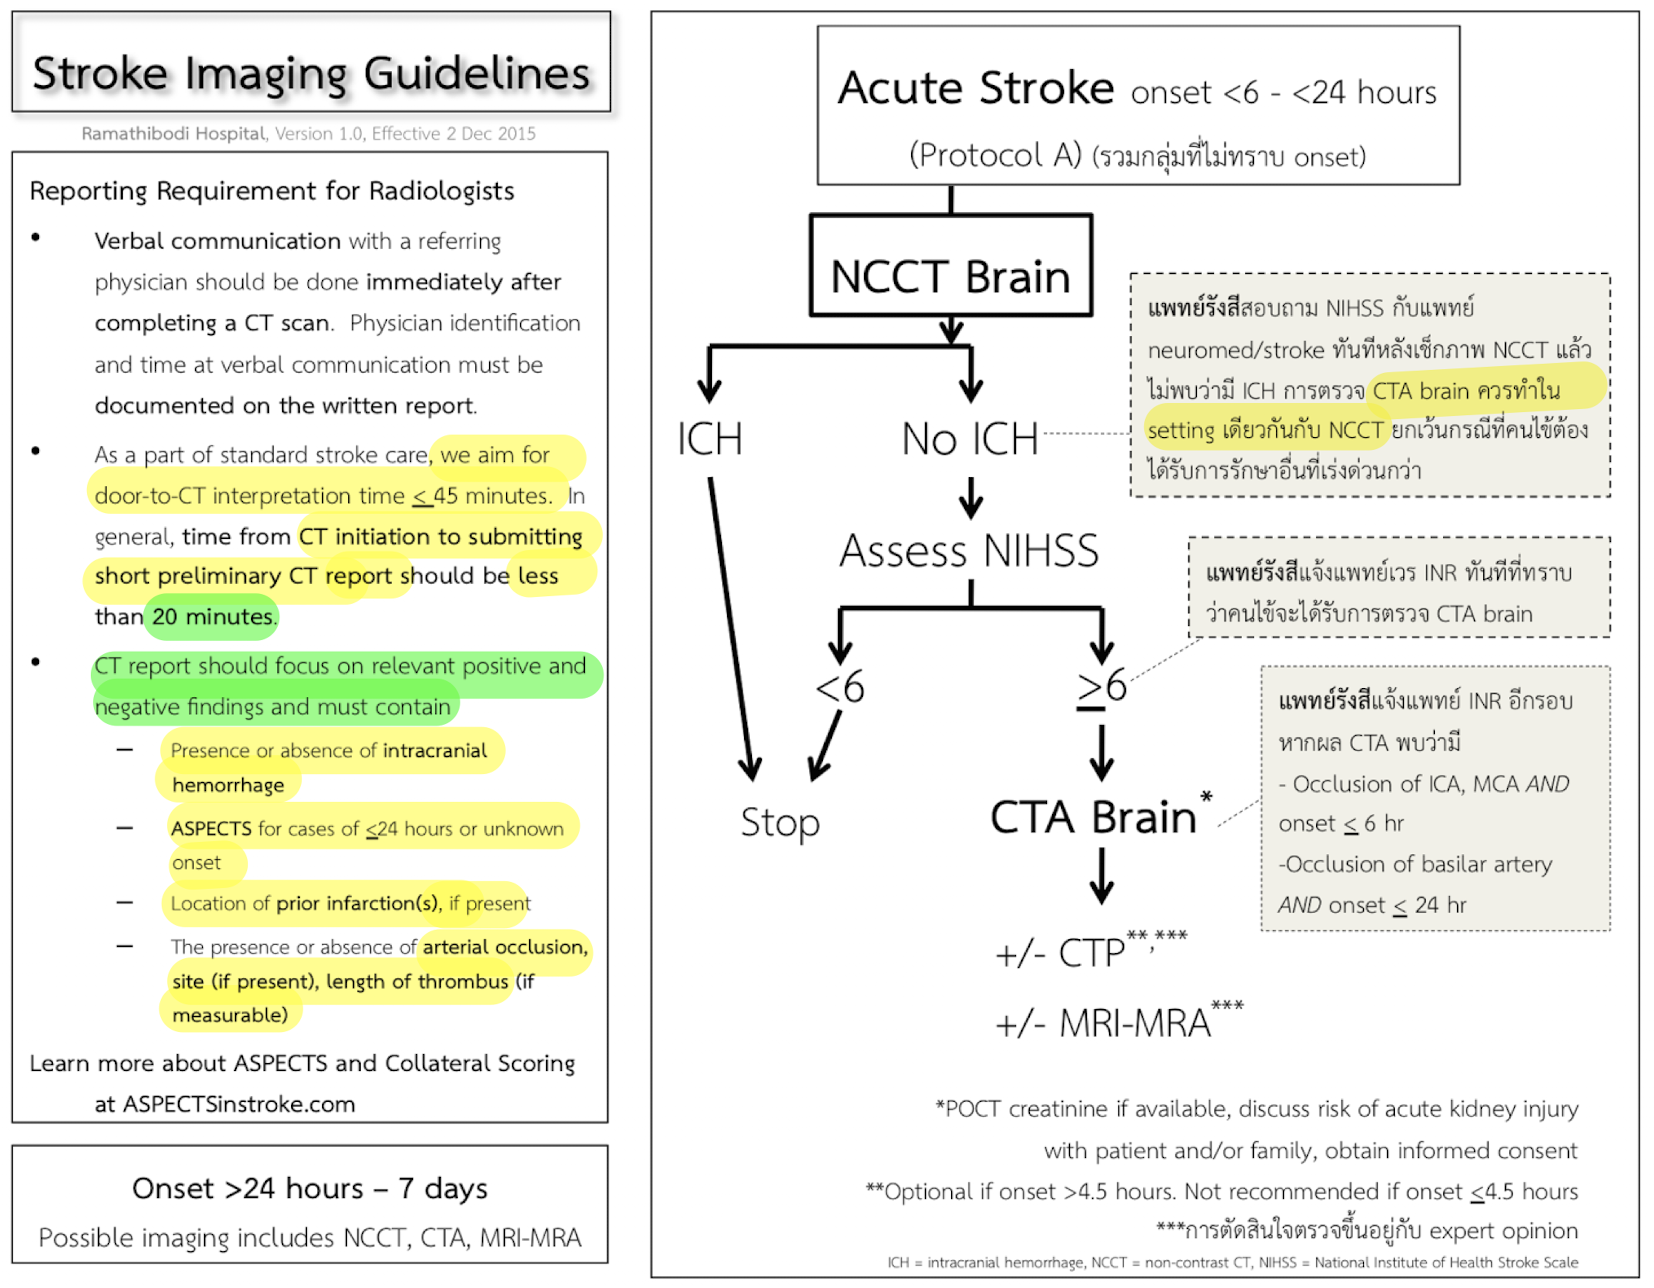 Stroke Imaging Guidelines
Ramathibodi Hospital, Version 1.0, Effective 2 Dec 2015
Reporting Requirement for Radiologists
• Verbal communication with a referring
physician should be done immediately after
completing a CT scan. Physician identification
and time at verbal communication must be
documented on the written report.
• As a part of standard stroke care, we aim for
door-to-CT interpretation time ≤ 45 minutes. In
general, time from CT initiation to submitting
short preliminary CT report should be less
than 20 minutes.
• CT report should focus on relevant positive and
negative findings and must contain
– Presence or absence of intracranial
hemorrhage
– ASPECTS for cases of ≤24 hours or unknown
onset
– Location of prior infarction(s), if present
– The presence or absence of arterial occlusion,
site (if present), length of thrombus (if
measurable)
Learn more about ASPECTS and Collateral Scoring
at ASPECTSinstroke.com
Onset >24 hours – 7 days
Possible imaging includes NCCT, CTA, MRI-MRA
Acute Stroke onset <6 - <24 hours
(Protocol A) (รวมกลุ่มที่ไม่ทราบ onset)
NCCT Brain
แพทย์รังสีสอบถาม NIHSS กับแพทย์
neuromed/stroke ทันทีหลังเช็กภาพ NCCT แล้ว
ไม่พบว่ามี ICH การตรวจ CTA brain ควรทำใน
setting เดียวกันกับ NCCT ยกเว้นกรณีที่คนไข้ต้อง
ได้รับการรักษาอื่นที่เร่งด่วนกว่า
ICH
No ICH
Assess NIHSS
แพทย์รังสีแจ้งแพทย์เวร INR ทันทีที่ทราบ
ว่าคนไข้จะได้รับการตรวจ CTA brain
<6
≥6
แพทย์รังสีแจ้งแพทย์ INR อีกรอบ
หากผล CTA พบว่ามี
- Occlusion of ICA, MCA AND
onset ≤ 6 hr
-Occlusion of basilar artery
AND onset ≤ 24 hr
Stop
CTA Brain*
+/- CTP**,***
+/- MRI-MRA***
*POCT creatinine if available, discuss risk of acute kidney injury
with patient and/or family, obtain informed consent
**Optional if onset >4.5 hours. Not recommended if onset ≤4.5 hours
***การตัดสินใจตรวจขึ้นอยู่กับ expert opinion
ICH = intracranial hemorrhage, NCCT = non-contrast CT, NIHSS = National Institute of Health Stroke Scale